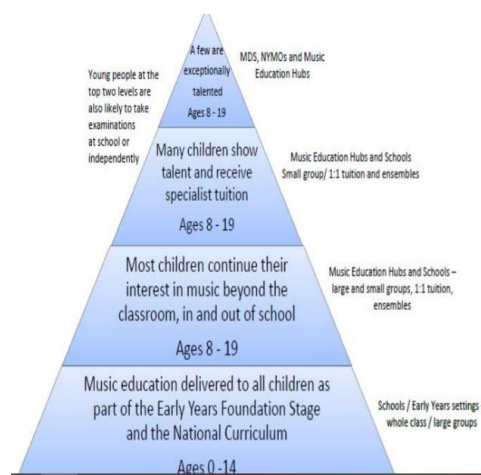 A few are
exceptionally
talented
Ages 8 - 19
MDS, NYMOs and Music
Education Hubs
Young people at the
top two levels are
also likely to take
examinations
at school or
independently
Many children show
talent and receive
specialist tuition
Ages 8 - 19
Music Education Hubs and Schools
Small group/ 1:1 tuition and ensembles
Most children continue their
interest in music beyond the
classroom, in and out of school
Ages 8 - 19
Music Education Hubs and Schools –
large and small groups, 1:1 tuition,
ensembles
Music education delivered to all children as
part of the Early Years Foundation Stage
and the National Curriculum
Ages 0 -14
Schools / Early Years settings
whole class / large groups